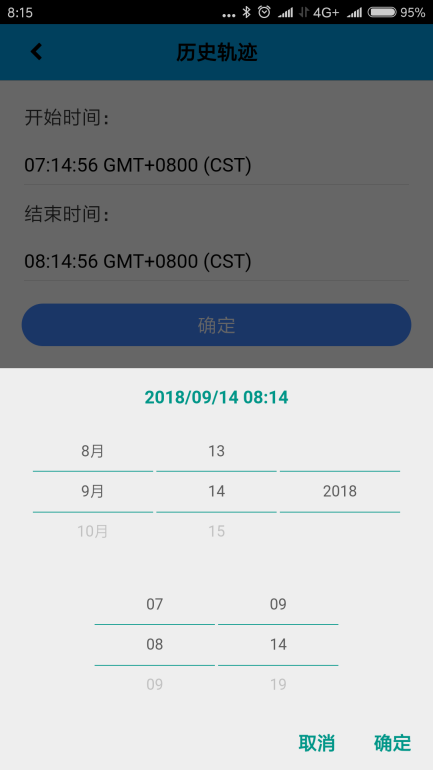 8:15 ... 4G+ 95%
历史轨迹
开始时间：
07:14:56 GMT+0800 (CST)
结束时间：
08:14:56 GMT+0800 (CST)
确定
2018/09/14 08:14
8月 13
9月 14 2018
10月 15
07 09
08 14
09 19
取消 确定